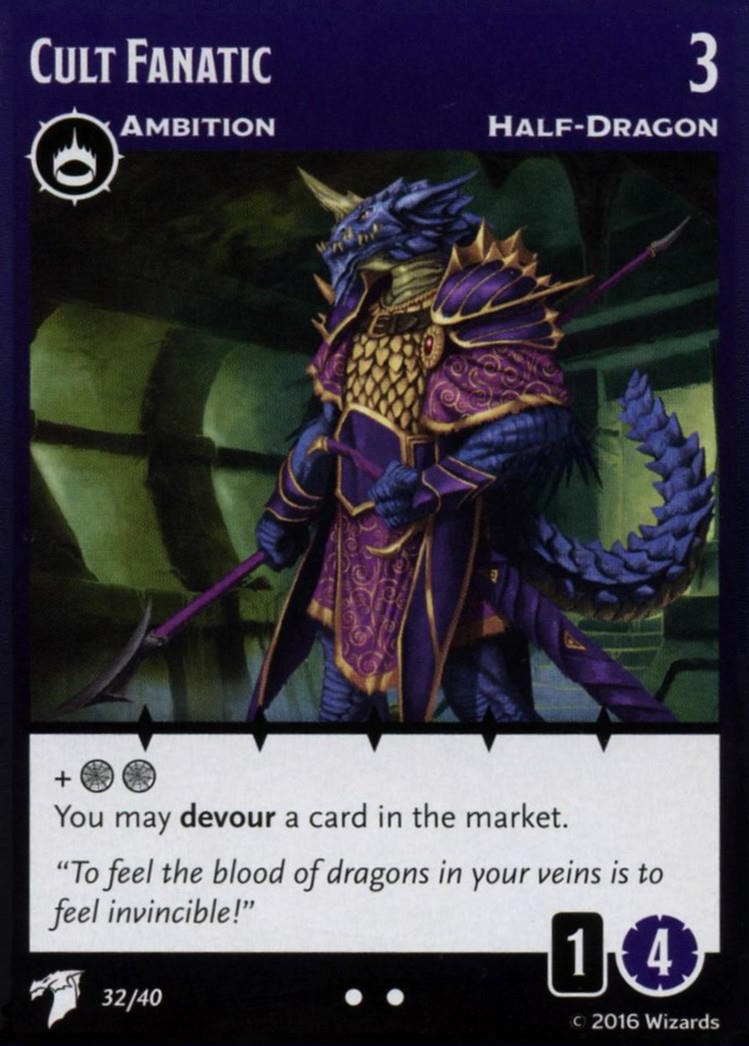 CULT FANATIC 3
AMBITION HALF-DRAGON
+
You may devour a card in the market.
“To feel the blood of dragons in your veins is to
feel invincible!”
1 4
32/40
© 2016 Wizards